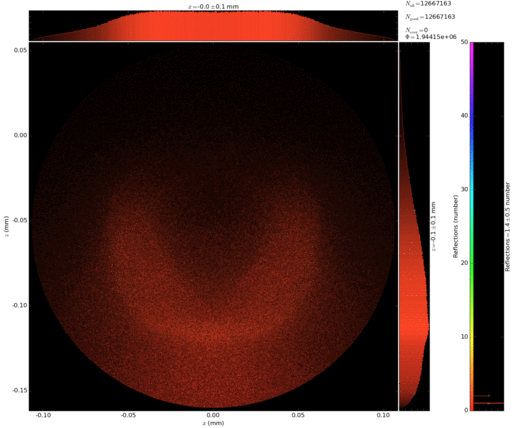 x = -0.0 ± 0.1 mm
N_all = 12667163
N_good = 12667163
Φ = 1.94415e+06
0.05
0.00
-0.05
-0.10
-0.15
z (mm)
-0.10
-0.05
0.00
0.05
0.10
x (mm)
z = -0.1 ± 0.1 mm
50
40
30
20
10
0
Reflections (number)
Reflections = 1.4 ± 0.5 number